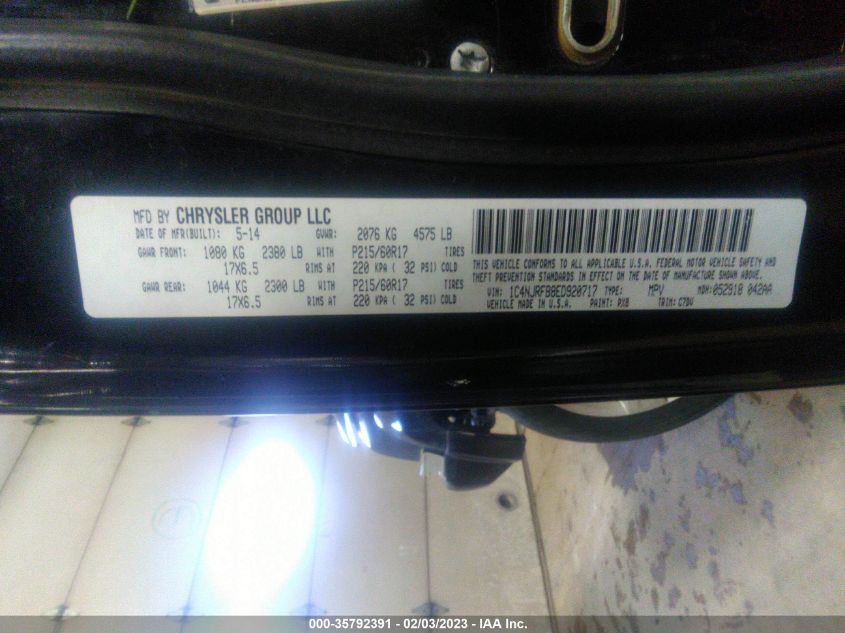 MFD BY CHRYSLER GROUP LLC
DATE OF MFR(BUILT): 5-14 GVWR: 2076 KG 4575 LB
GAWR FRONT: 1080 KG 2380 LB WITH P215/60R17 TIRES
17X6.5 RIMS AT 220 KPA ( 32 PSI) COLD
GAWR REAR: 1044 KG 2300 LB WITH P215/60R17 TIRES
17X6.5 RIMS AT 220 KPA ( 32 PSI) COLD
THIS VEHICLE CONFORMS TO ALL APPLICABLE U.S.A. FEDERAL MOTOR VEHICLE SAFETY AND
THEFT PREVENTION STANDARDS IN EFFECT ON THE DATE OF MANUFACTURE SHOWN ABOVE.
VIN: 1C4NJRFB8ED920717 TYPE: MPV MDH: 052918 042AA
VEHICLE MADE IN U.S.A. PAINT: PX8 TRIM: C7DV
000-35792391 - 02/03/2023 - IAA Inc.